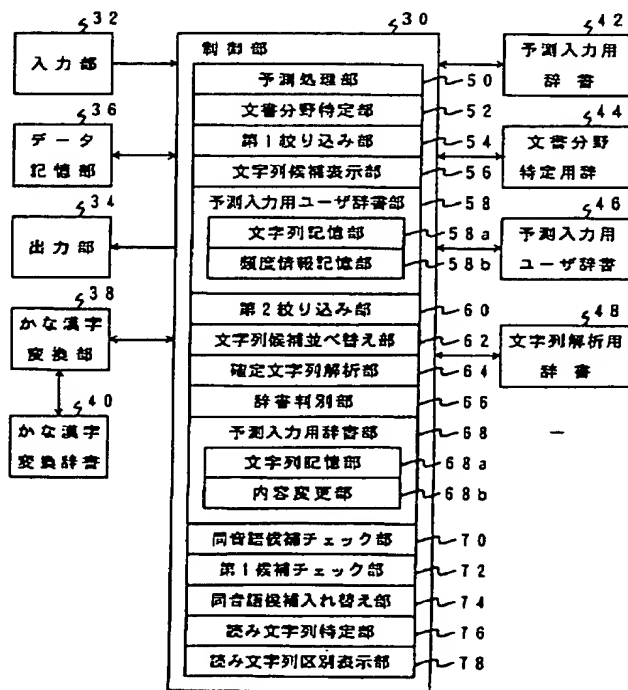 32
入力部
36
データ
記憶部
34
出力部
38
かな漢字
変換部
40
かな漢字
変換辞書
30
制御部
予測処理部 50
文書分野特定部 52
第1絞り込み部 54
文字列候補表示部 56
予測入力用ユーザ辞書部 58
文字列記憶部 58a
頻度情報記憶部 58b
第2絞り込み部 60
文字列候補並べ替え部 62
確定文字列解析部 64
辞書判別部 66
予測入力用辞書部 68
文字列記憶部 68a
内容変更部 68b
同音語候補チェック部 70
第1候補チェック部 72
同音語候補入れ替え部 74
読み文字列特定部 76
読み文字列区別表示部 78
42
予測入力用
辞書
44
文書分野
特定用辞
46
予測入力用
ユーザ辞書
48
文字列解析用
辞書